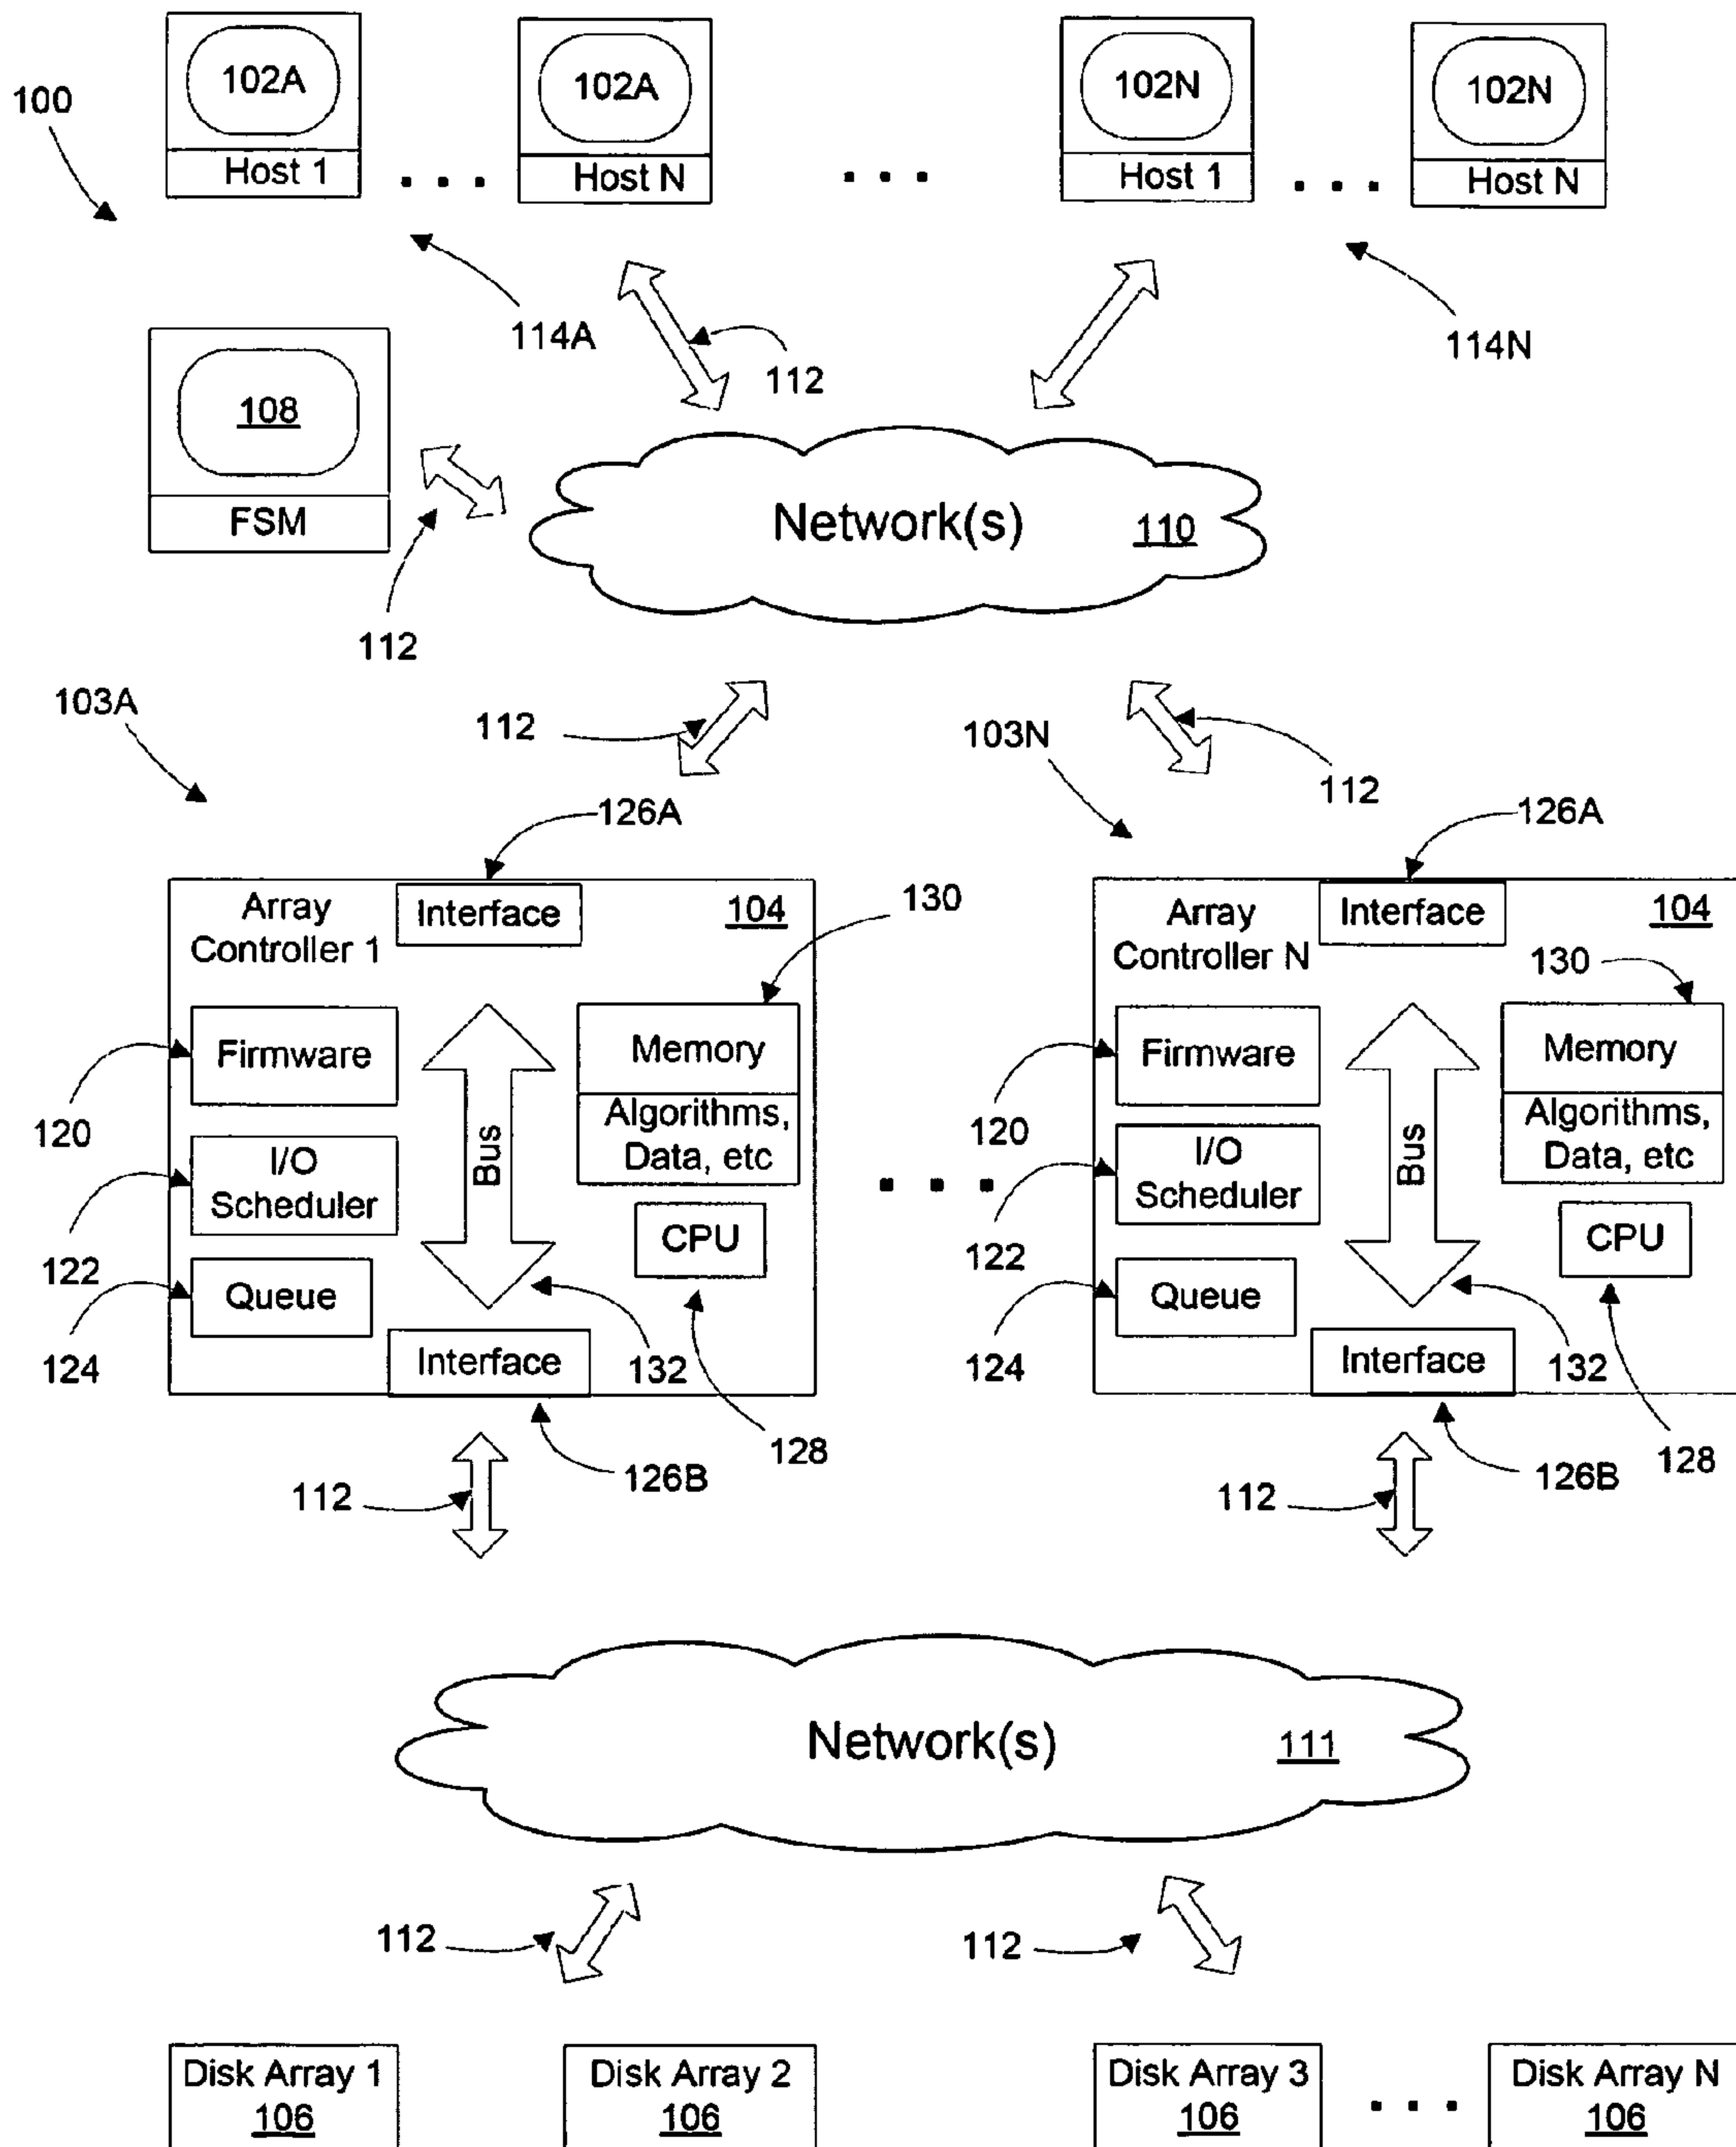 102A
102A
102N
102N
100
Host 1
Host N
Host 1
Host N
114A
112
114N
108
FSM
Network(s)
110
112
103A
112
103N
112
126A
126A
Array
Controller 1
Interface
104
130
Array
Controller N
Interface
104
130
Firmware
Bus
Memory
Algorithms,
Data, etc
120
I/O
Scheduler
CPU
122
Queue
124
Interface
132
128
126B
112
Firmware
Bus
Memory
Algorithms,
Data, etc
120
I/O
Scheduler
CPU
122
Queue
124
Interface
132
128
126B
112
Network(s)
111
112
112
Disk Array 1
106
Disk Array 2
106
Disk Array 3
106
Disk Array N
106